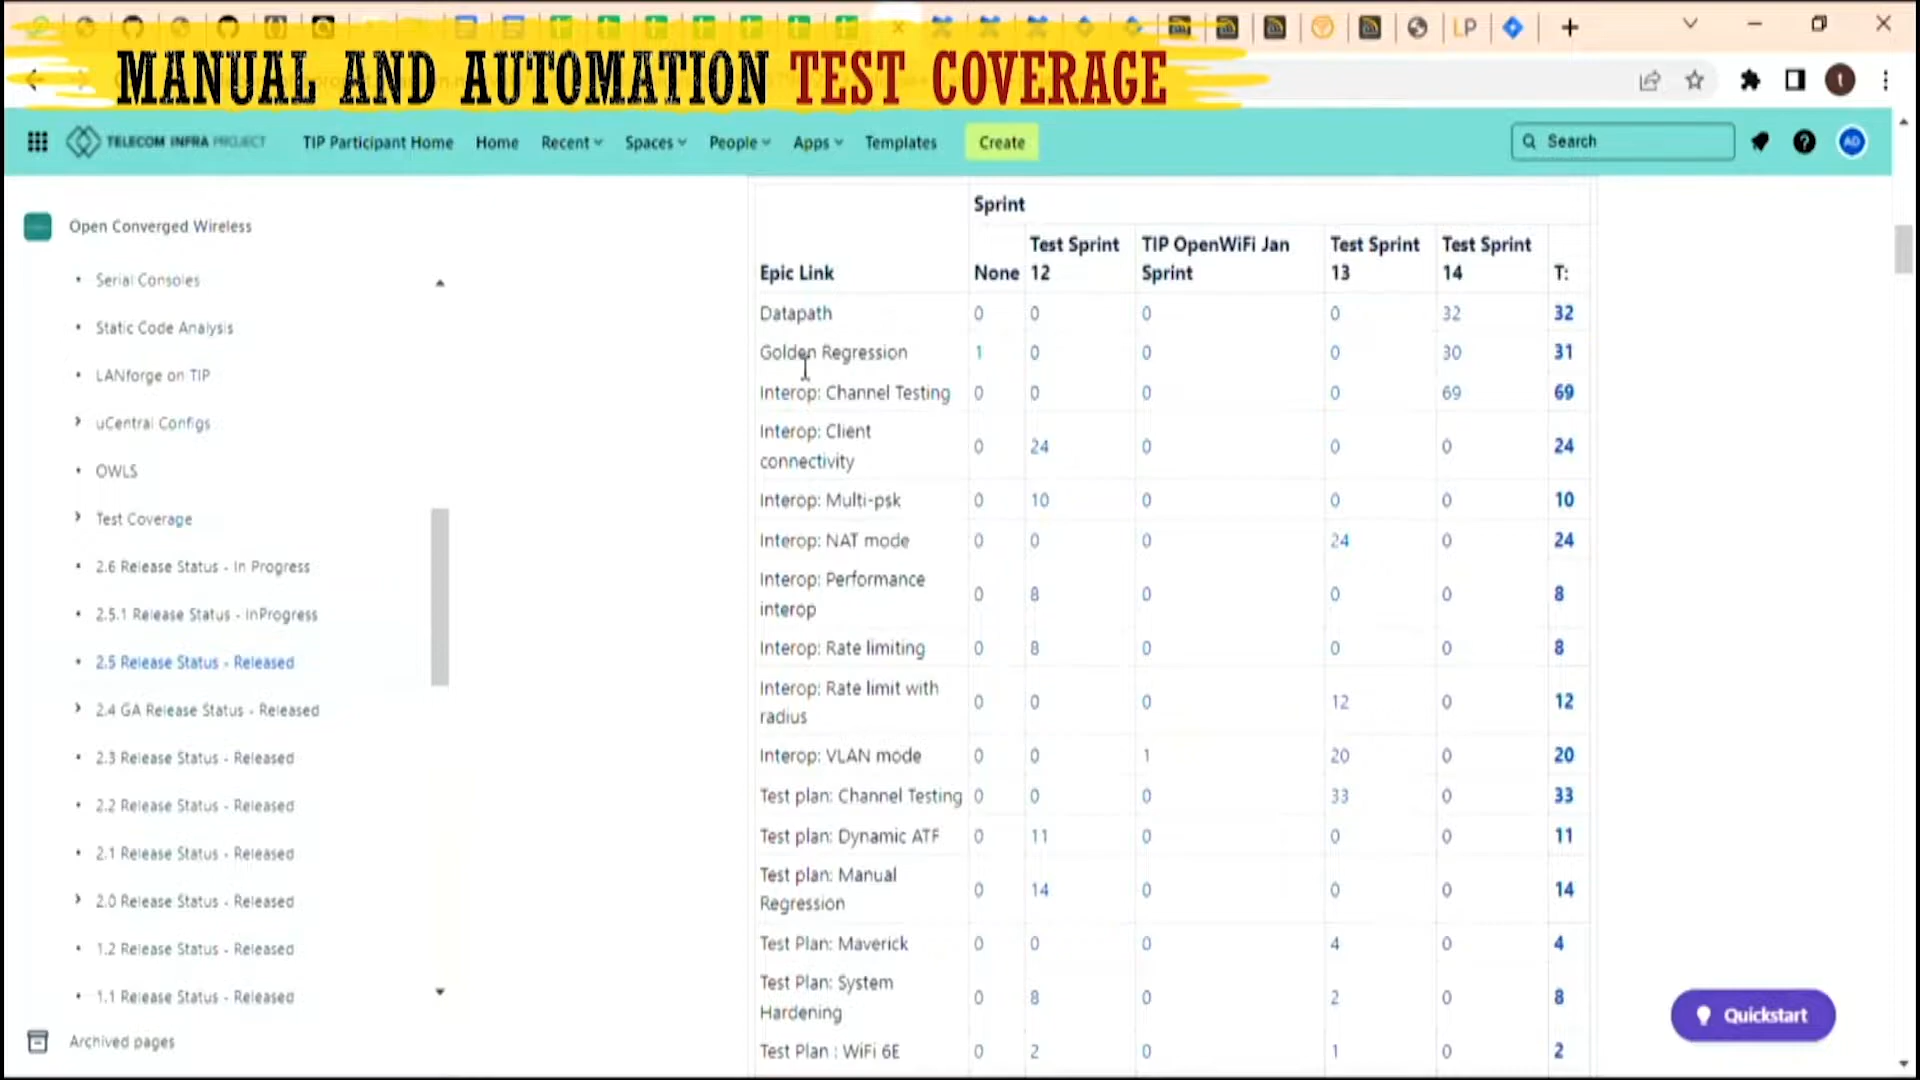 MANUAL AND AUTOMATION TEST COVERAGE
LP
t
TELECOM INFRA PROJECT
TIP Participant Home
Home
Recent
Spaces
People
Apps
Templates
Create
Search
AD
Open Converged Wireless
Serial Consoles
Static Code Analysis
LANforge on TIP
uCentral Configs
OWLS
Test Coverage
2.6 Release Status - In Progress
2.5.1 Release Status - InProgress
2.5 Release Status - Released
2.4 GA Release Status - Released
2.3 Release Status - Released
2.2 Release Status - Released
2.1 Release Status - Released
2.0 Release Status - Released
1.2 Release Status - Released
1.1 Release Status - Released
Archived pages
Sprint
Epic Link None Test Sprint 12 TIP OpenWiFi Jan Sprint Test Sprint 13 Test Sprint 14 T:
Datapath 0 0 0 0 32 32
Golden Regression 1 0 0 0 30 31
Interop: Channel Testing 0 0 0 0 69 69
Interop: Client connectivity 0 24 0 0 0 24
Interop: Multi-psk 0 10 0 0 0 10
Interop: NAT mode 0 0 0 24 0 24
Interop: Performance interop 0 8 0 0 0 8
Interop: Rate limiting 0 8 0 0 0 8
Interop: Rate limit with radius 0 0 0 12 0 12
Interop: VLAN mode 0 0 1 20 0 20
Test plan: Channel Testing 0 0 0 33 0 33
Test plan: Dynamic ATF 0 11 0 0 0 11
Test plan: Manual Regression 0 14 0 0 0 14
Test Plan: Maverick 0 0 0 4 0 4
Test Plan: System Hardening 0 8 0 2 0 8
Test Plan : WiFi 6E 0 2 0 1 0 2
Quickstart